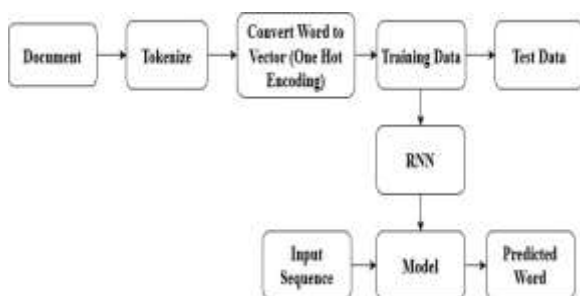 Document
Tokenize
Convert Word to
Vector (One Hot
Encoding)
Training Data
Test Data
RNN
Input
Sequence
Model
Predicted
Word